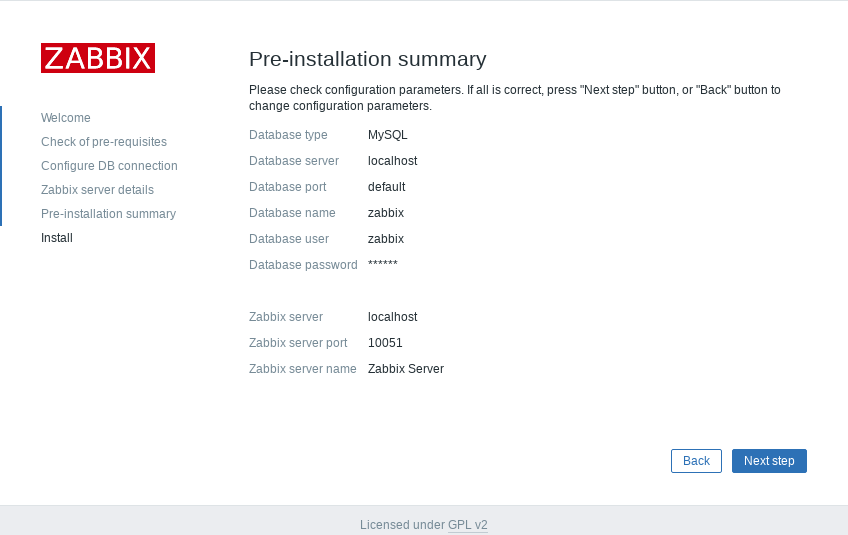 ZABBIX
Welcome
Check of pre-requisites
Configure DB connection
Zabbix server details
Pre-installation summary
Install
Pre-installation summary
Please check configuration parameters. If all is correct, press "Next step" button, or "Back" button to
change configuration parameters.
Database type MySQL
Database server localhost
Database port default
Database name zabbix
Database user zabbix
Database password ******
Zabbix server localhost
Zabbix server port 10051
Zabbix server name Zabbix Server
Back Next step
Licensed under GPL v2